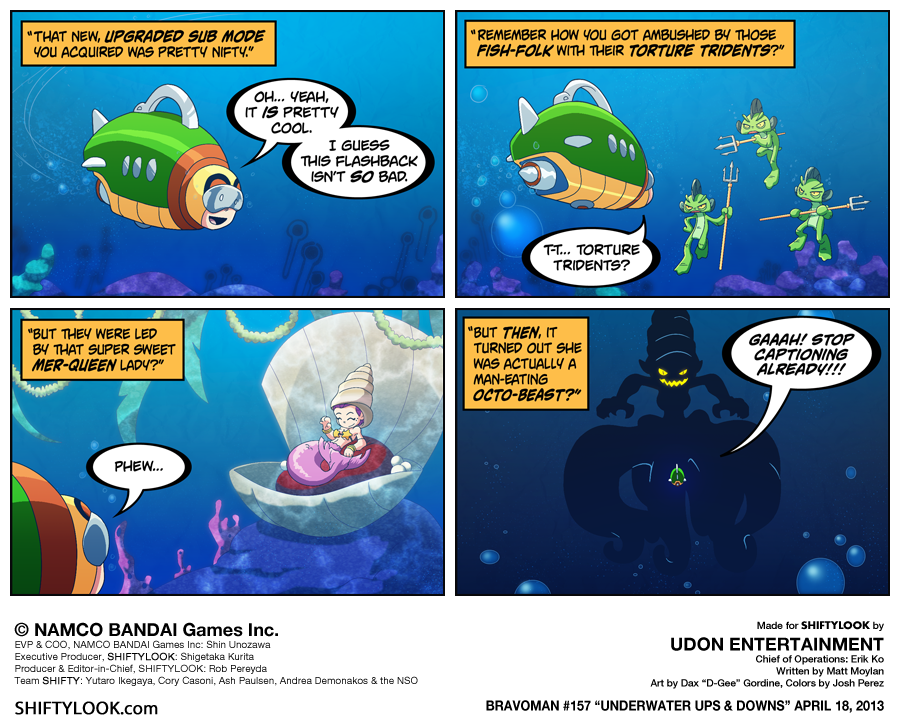 "THAT NEW, UPGRADED SUB MODE
YOU ACQUIRED WAS PRETTY NIFTY."
OH... YEAH,
IT IS PRETTY
COOL.
I GUESS
THIS FLASHBACK
ISN'T SO BAD.
"REMEMBER HOW YOU GOT AMBUSHED BY THOSE
FISH-FOLK WITH THEIR TORTURE TRIDENTS?"
T-T... TORTURE
TRIDENTS?
"BUT THEY WERE LED
BY THAT SUPER SWEET
MER-QUEEN LADY?"
PHEW...
"BUT THEN, IT
TURNED OUT SHE
WAS ACTUALLY A
MAN-EATING
OCTO-BEAST?"
GAAAH! STOP
CAPTIONING
ALREADY!!!
© NAMCO BANDAI Games Inc.
EVP & COO, NAMCO BANDAI Games Inc: Shin Unozawa
Executive Producer, SHIFTYLOOK: Shigetaka Kurita
Producer & Editor-in-Chief, SHIFTYLOOK: Rob Pereyda
Team SHIFTY: Yutaro Ikegaya, Cory Casoni, Ash Paulsen, Andrea Demonakos & the NSO
SHIFTYLOOK.com
Made for SHIFTYLOOK by
UDON ENTERTAINMENT
Chief of Operations: Erik Ko
Written by Matt Moylan
Art by Dax "D-Gee" Gordine, Colors by Josh Perez
BRAVOMAN #157 "UNDERWATER UPS & DOWNS" APRIL 18, 2013